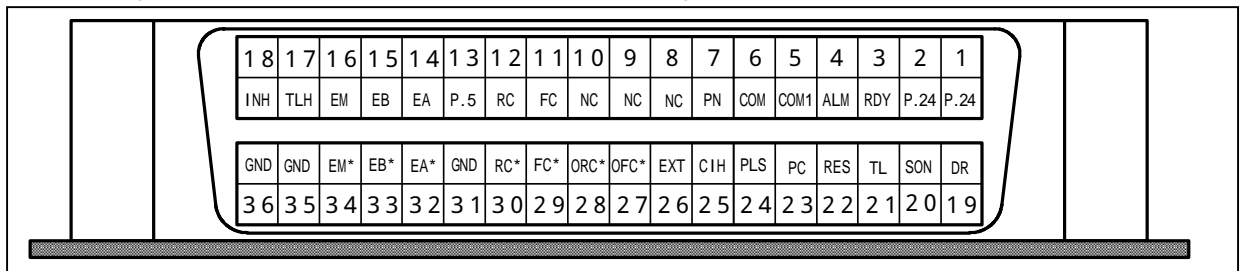 18 17 16 15 14 13 12 11 10 9 8 7 6 5 4 3 2 1
INH TLH EM EB EA P.5 RC FC NC NC NC PN COM COM1 ALM RDY P.24 P.24
GND GND EM* EB* EA* GND RC* FC* ORC* OFC* EXT CIH PLS PC RES TL SON DR
36 35 34 33 32 31 30 29 28 27 26 25 24 23 22 21 20 19